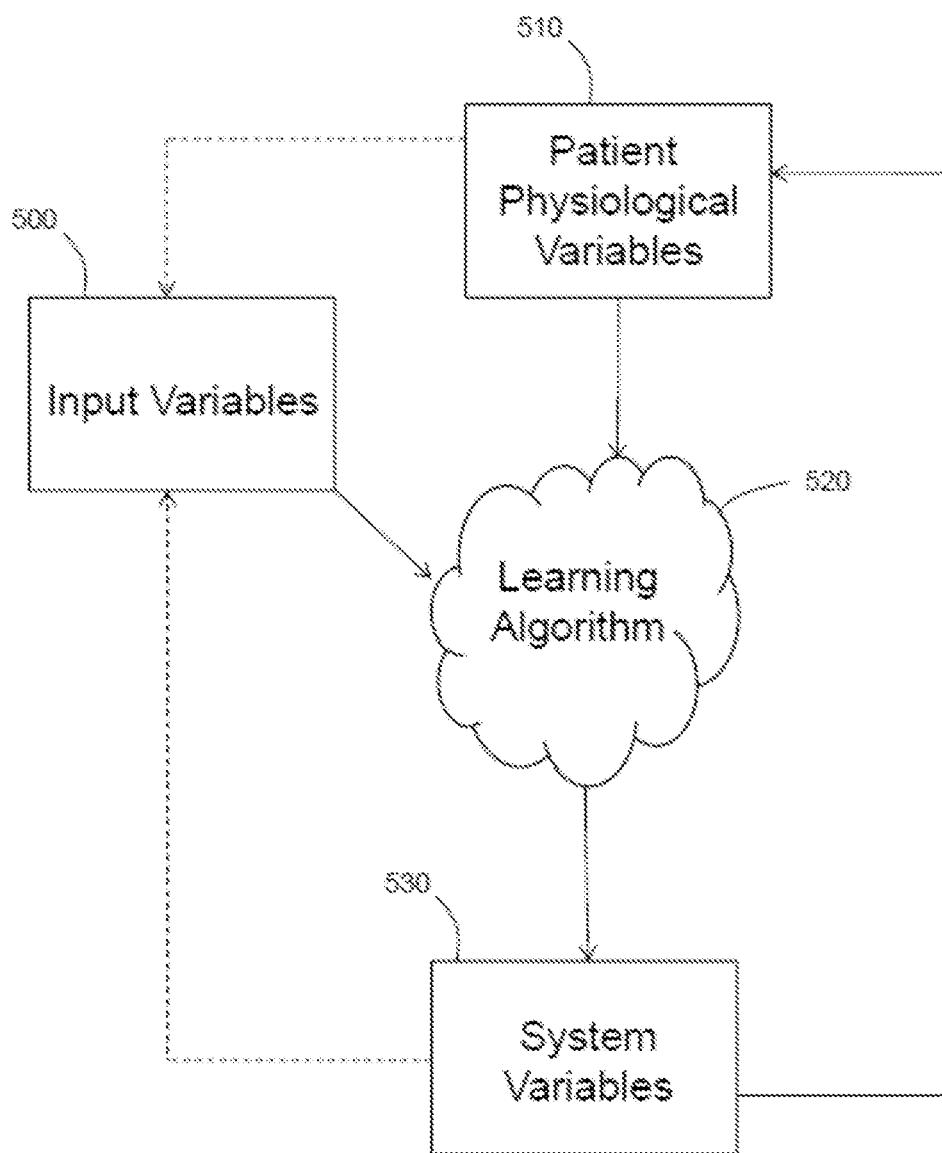 510
Patient
Physiological
Variables
500
Input Variables
520
Learning
Algorithm
530
System
Variables